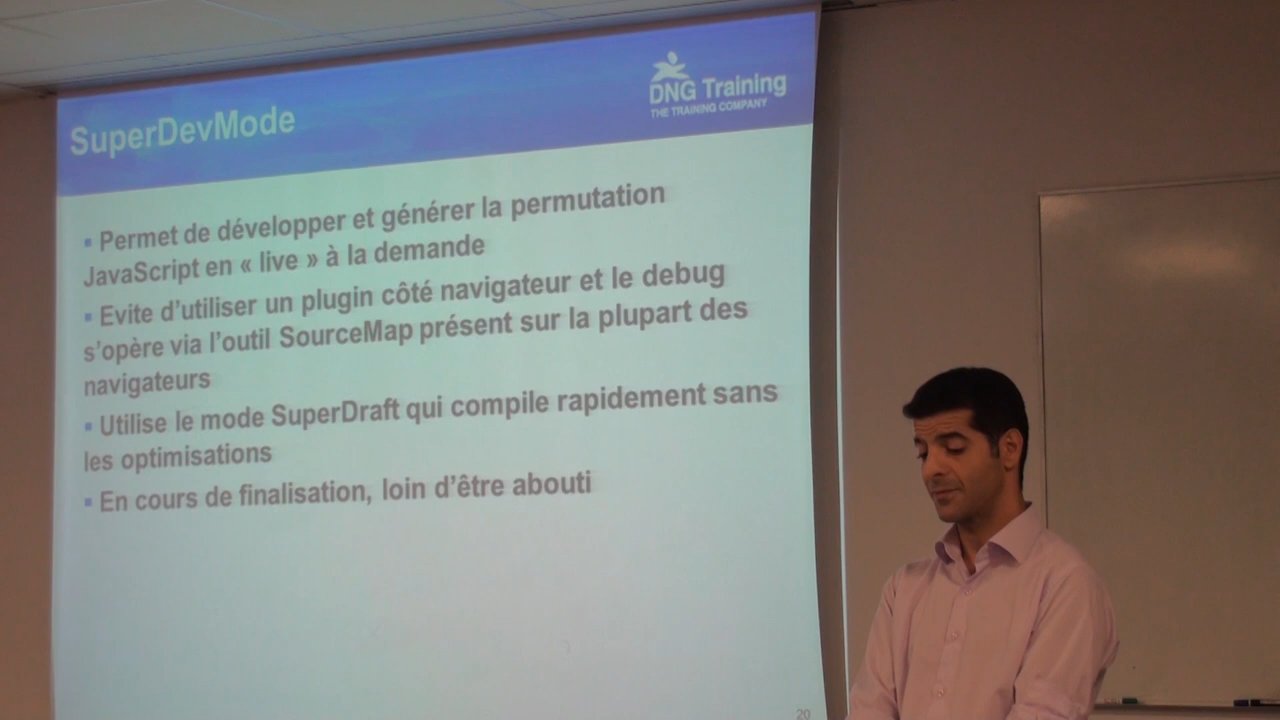 SuperDevMode
DNG Training
THE TRAINING COMPANY
▪ Permet de développer et générer la permutation
JavaScript en « live » à la demande
▪ Evite d’utiliser un plugin côté navigateur et le debug
s’opère via l’outil SourceMap présent sur la plupart des
navigateurs
▪ Utilise le mode SuperDraft qui compile rapidement sans
les optimisations
▪ En cours de finalisation, loin d’être abouti
20